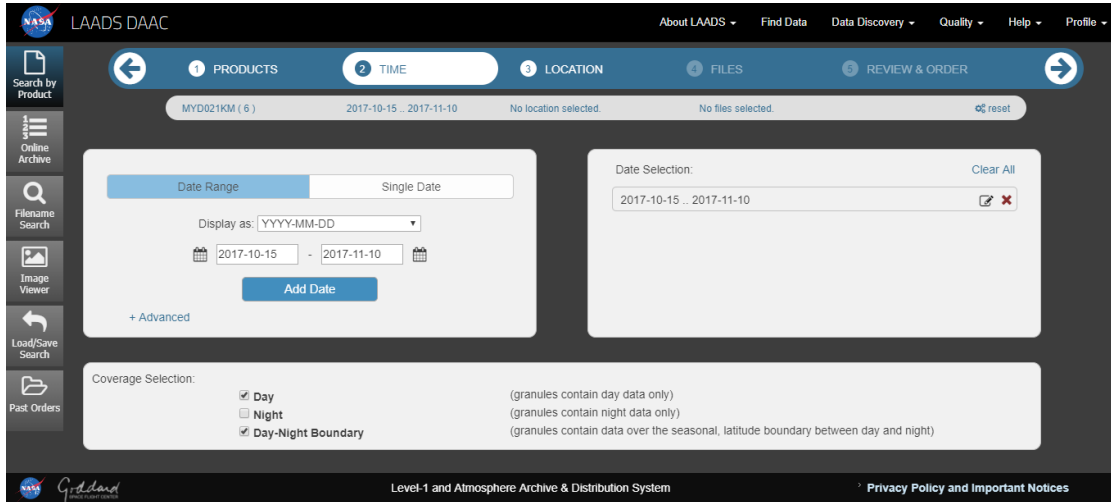 NASA LAADS DAAC About LAADS Find Data Data Discovery Quality Help Profile
1 PRODUCTS 2 TIME 3 LOCATION 4 FILES 5 REVIEW & ORDER
MYD021KM ( 6 ) 2017-10-15 .. 2017-11-10 No location selected. No files selected. reset
Search by
Product
1
2
3
Online
Archive
Filename
Search
Image
Viewer
Load/Save
Search
Past Orders
Date Range Single Date
Display as: YYYY-MM-DD
2017-10-15 - 2017-11-10
Add Date
+ Advanced
Date Selection: Clear All
2017-10-15 .. 2017-11-10
Coverage Selection:
Day (granules contain day data only)
Night (granules contain night data only)
Day-Night Boundary (granules contain data over the seasonal, latitude boundary between day and night)
NASA Goddard
SPACE FLIGHT CENTER
Level-1 and Atmosphere Archive & Distribution System
Privacy Policy and Important Notices